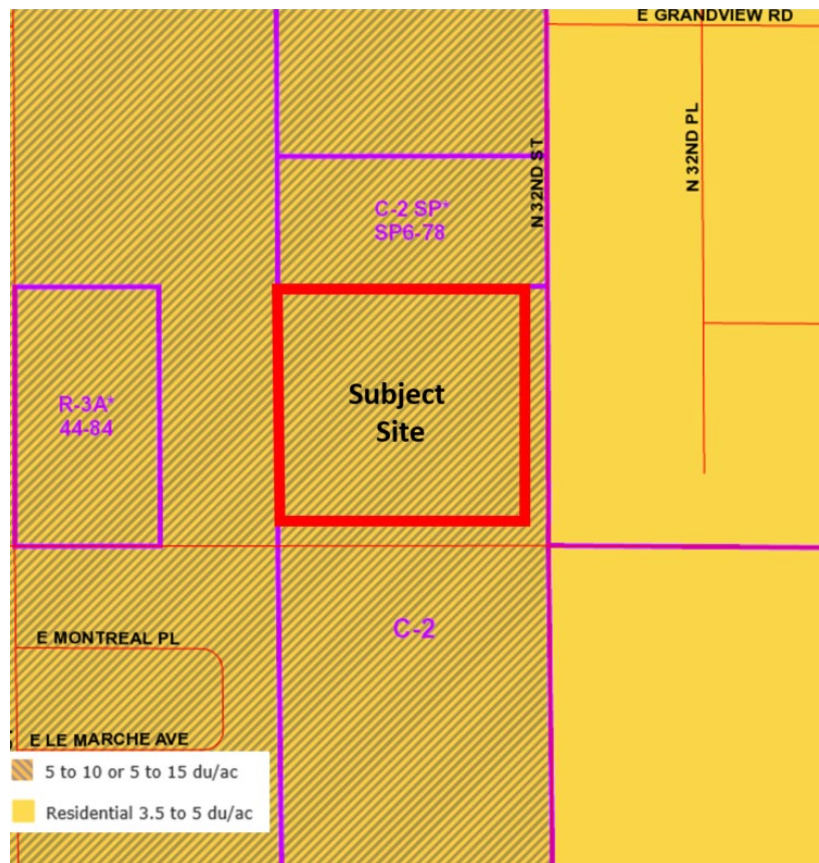 E GRANDVIEW RD
N 32ND PL
N 32ND ST
C-2 SP*
SP6-78
Subject
Site
R-3A*
44-84
C-2
E MONTREAL PL
E LE MARCHE AVE
5 to 10 or 5 to 15 du/ac
Residential 3.5 to 5 du/ac